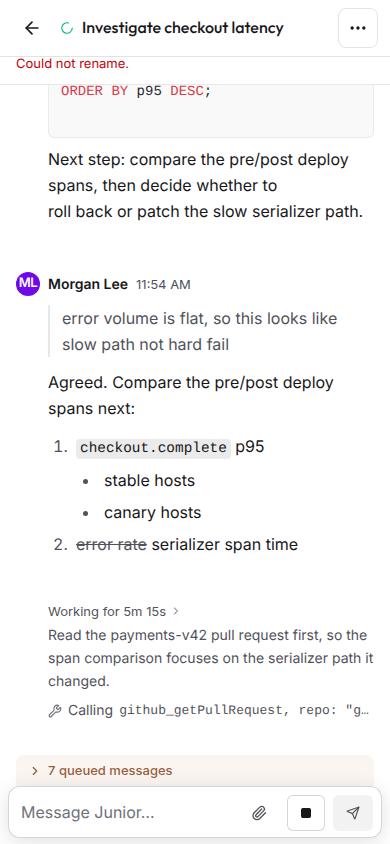 Investigate checkout latency
Could not rename.
ORDER BY p95 DESC;
Next step: compare the pre/post deploy
spans, then decide whether to
roll back or patch the slow serializer path.
ML Morgan Lee 11:54 AM
error volume is flat, so this looks like
slow path not hard fail
Agreed. Compare the pre/post deploy
spans next:
1. checkout.complete p95
• stable hosts
• canary hosts
2. error rate serializer span time
Working for 5m 15s >
Read the payments-v42 pull request first, so the
span comparison focuses on the serializer path it
changed.
Calling github_getPullRequest, repo: "g…
> 7 queued messages
Message Junior...